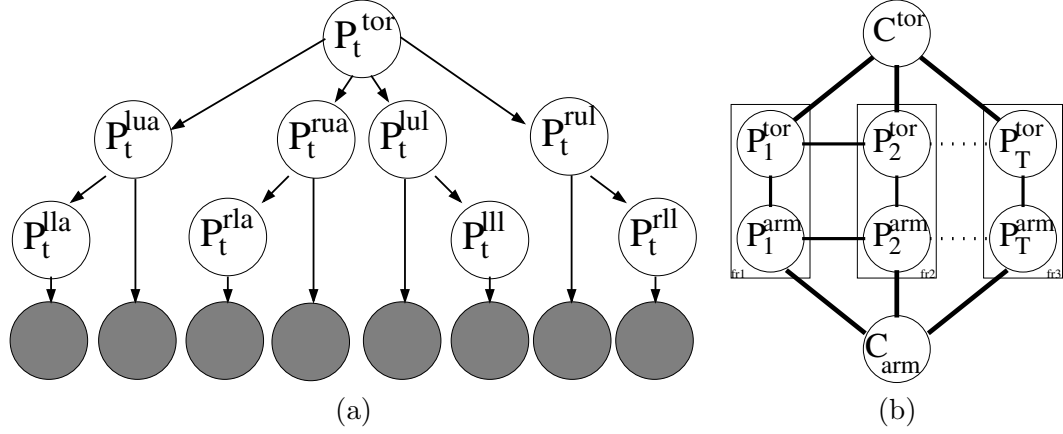 P_t^tor
P_t^lua
P_t^rua
P_t^lul
P_t^rul
P_t^lla
P_t^rla
P_t^lll
P_t^rll
(a)
C^tor
P_1^tor
P_2^tor
P_T^tor
P_1^arm
P_2^arm
P_T^arm
fr1
fr2
fr3
C_arm
(b)